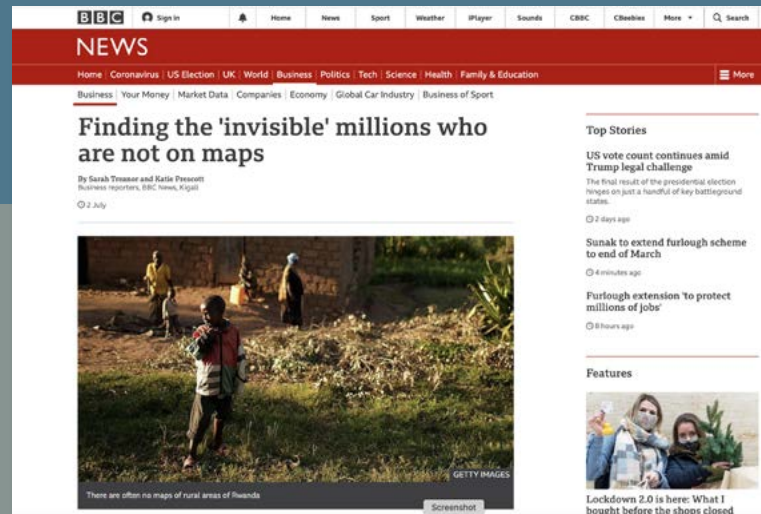 BBC Sign in Home News Sport Weather iPlayer Sounds CBBC CBeebies More Search
NEWS
Home Coronavirus US Election UK World Business Politics Tech Science Health Family & Education More
Business Your Money Market Data Companies Economy Global Car Industry Business of Sport
Finding the 'invisible' millions who
are not on maps
By Sarah Treanor and Katie Prescott
Business reporters, BBC News, Kigali
2 July
GETTY IMAGES
There are often no maps of rural areas of Rwanda
Screenshot
Top Stories
US vote count continues amid
Trump legal challenge
The final result of the presidential election
hinges on just a handful of key battleground
states.
2 days ago
Sunak to extend furlough scheme
to end of March
4 minutes ago
Furlough extension 'to protect
millions of jobs'
8 hours ago
Features
Lockdown 2.0 is here: What I
bought before the shops closed